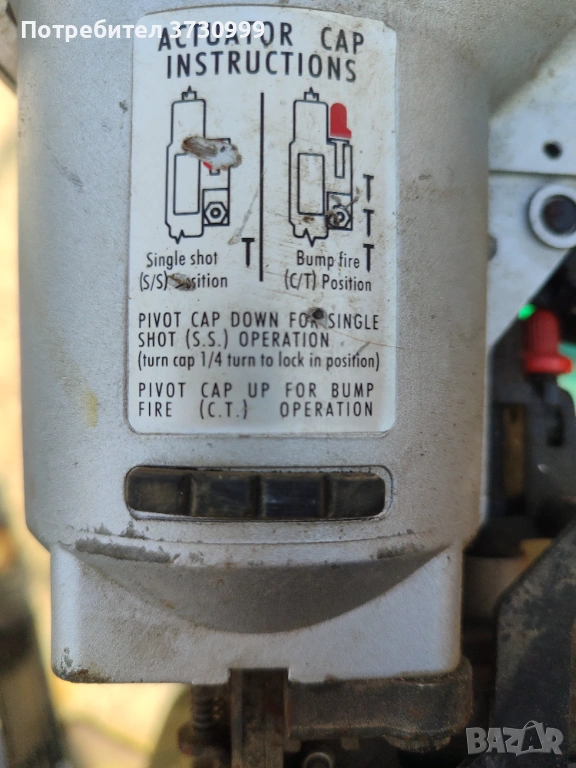 Потребител 3730999
ACTUATOR CAP
INSTRUCTIONS
T
T
T
T
Single shot
(S/S)
Bump fire
(C/T) Position
PIVOT CAP DOWN FOR SINGLE
SHOT (S.S.) OPERATION
(turn cap 1/4 turn to lock in position)
PIVOT CAP UP FOR BUMP
FIRE (C.T.) OPERATION
BAZAR